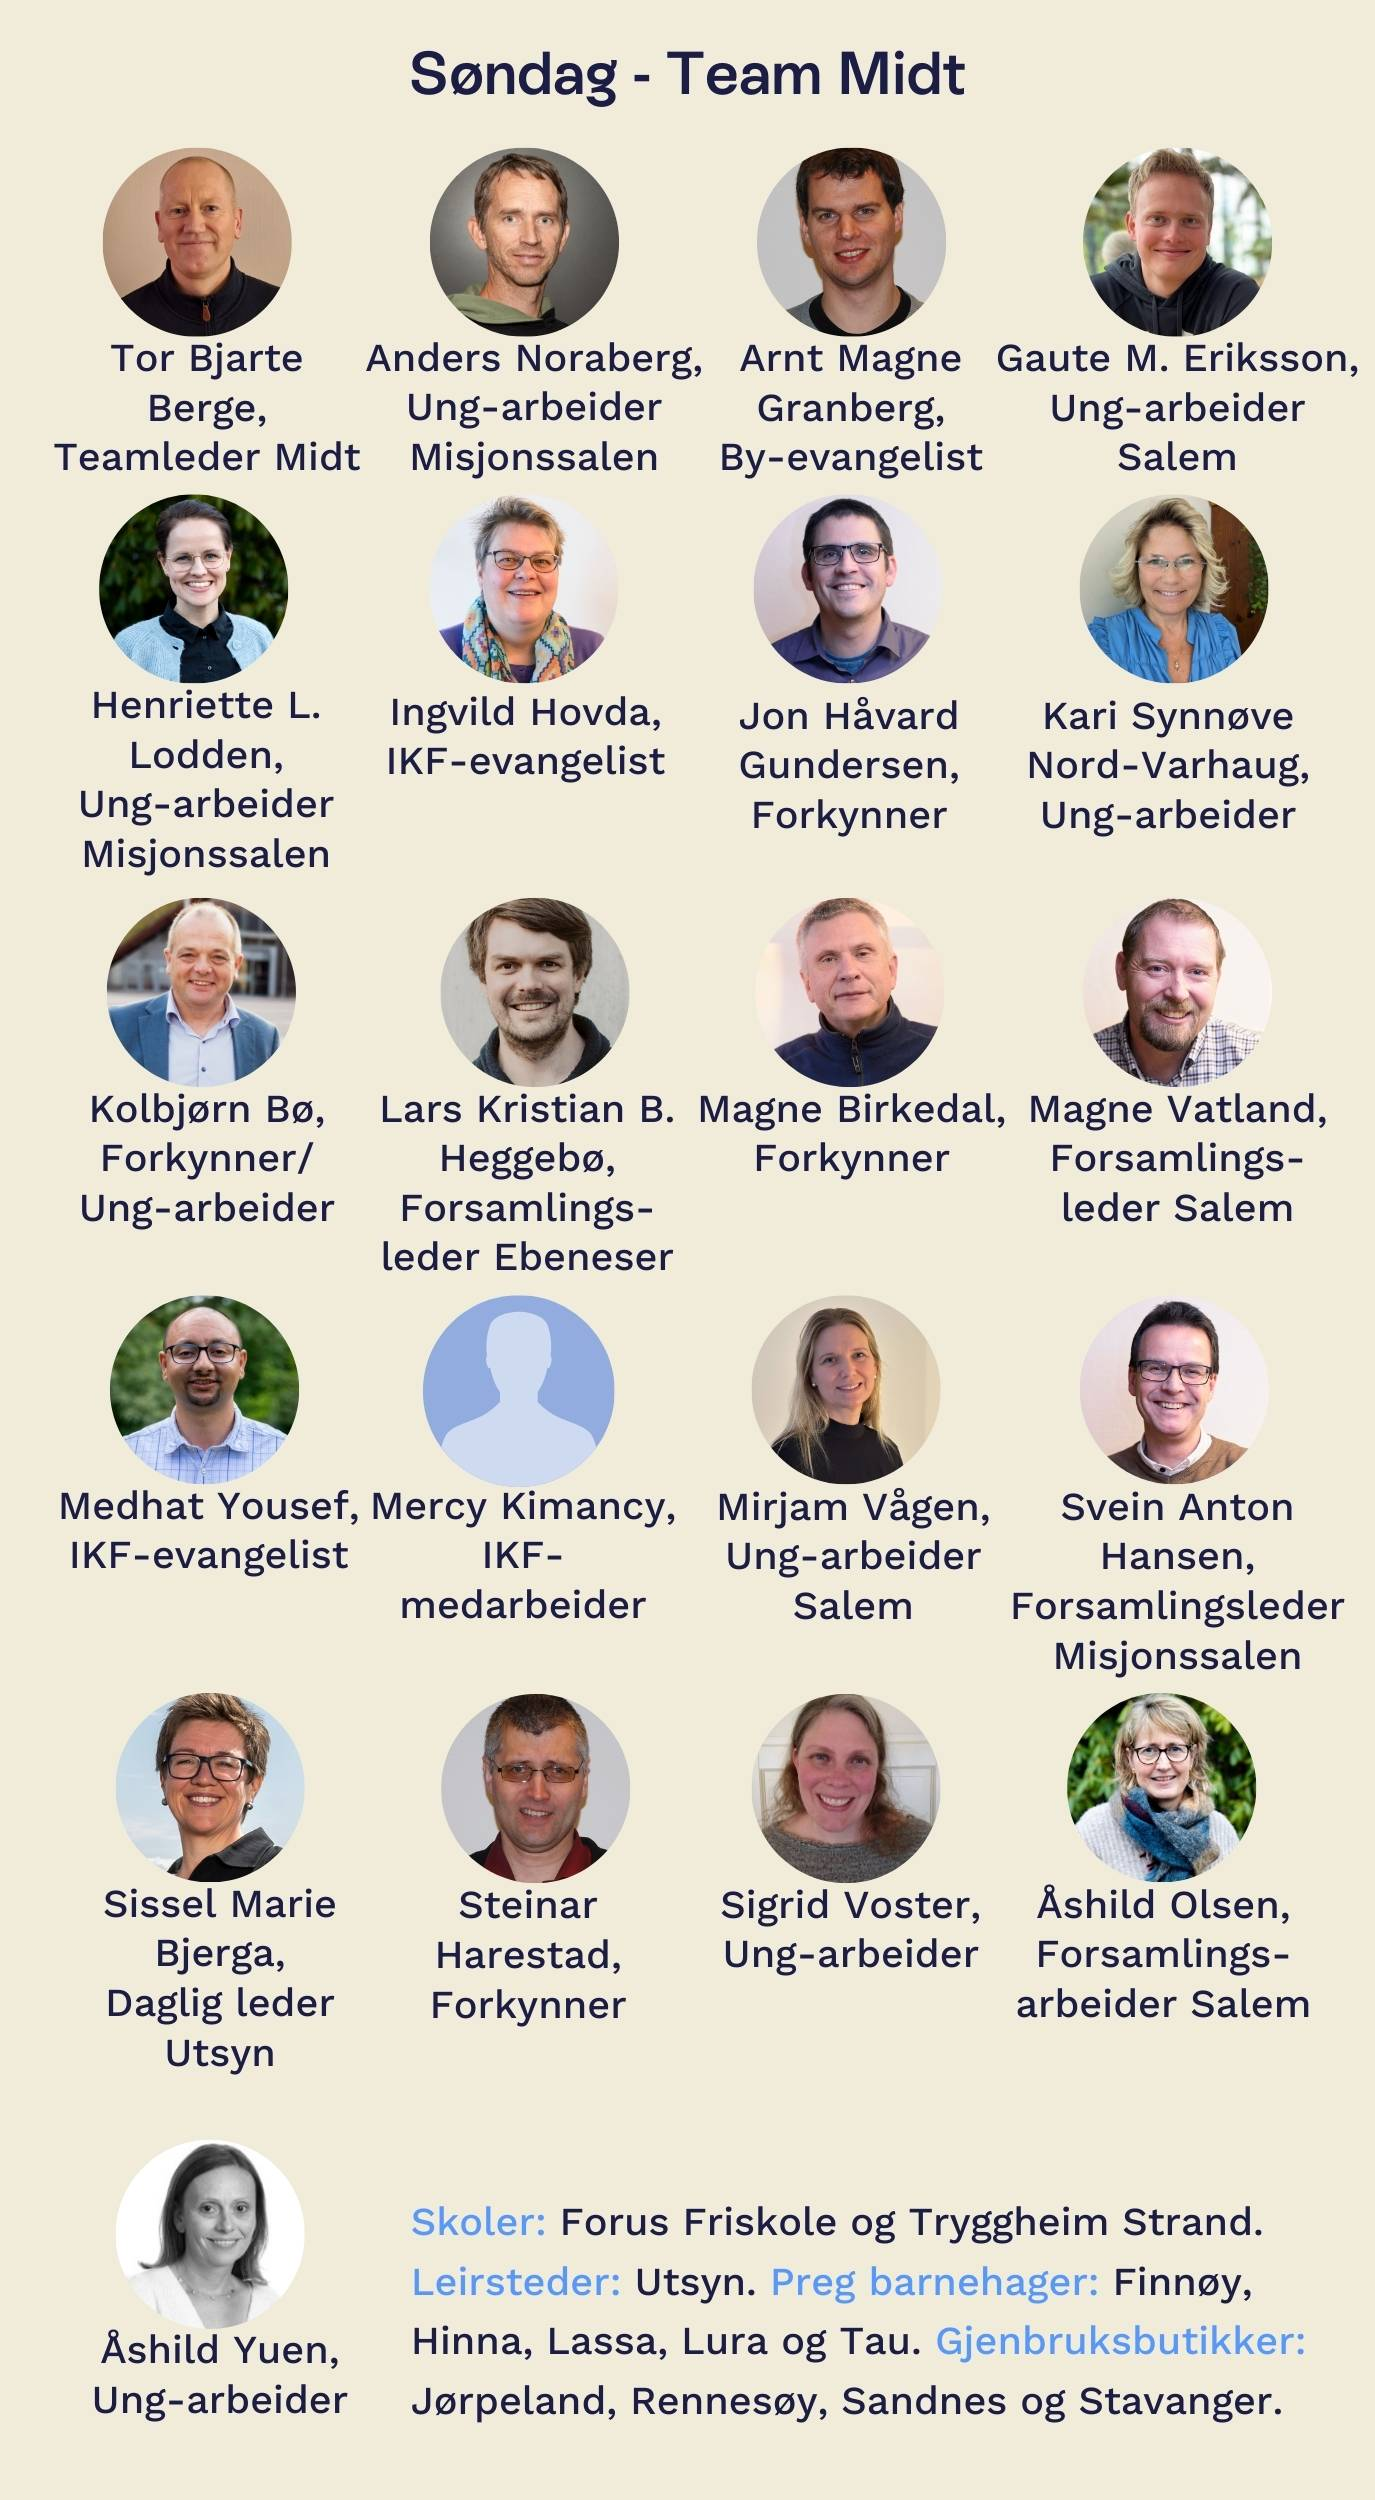 Søndag - Team Midt
Tor Bjarte
Berge,
Teamleder Midt
Anders Noraberg,
Ung-arbeider
Misjonssalen
Arnt Magne
Granberg,
By-evangelist
Gaute M. Eriksson,
Ung-arbeider
Salem
Henriette L.
Lodden,
Ung-arbeider
Misjonssalen
Ingvild Hovda,
IKF-evangelist
Jon Håvard
Gundersen,
Forkynner
Kari Synnøve
Nord-Varhaug,
Ung-arbeider
Kolbjørn Bø,
Forkynner/
Ung-arbeider
Lars Kristian B.
Heggebø,
Forsamlings-
leder Ebeneser
Magne Birkedal,
Forkynner
Magne Vatland,
Forsamlings-
leder Salem
Medhat Yousef,
IKF-evangelist
Mercy Kimancy,
IKF-
medarbeider
Mirjam Vågen,
Ung-arbeider
Salem
Svein Anton
Hansen,
Forsamlingsleder
Misjonssalen
Sissel Marie
Bjerga,
Daglig leder
Utsyn
Steinar
Harestad,
Forkynner
Sigrid Voster,
Ung-arbeider
Åshild Olsen,
Forsamlings-
arbeider Salem
Åshild Yuen,
Ung-arbeider
Skoler: Forus Friskole og Tryggheim Strand.
Leirsteder: Utsyn. Preg barnehager: Finnøy,
Hinna, Lassa, Lura og Tau. Gjenbruksbutikker:
Jørpeland, Rennesøy, Sandnes og Stavanger.